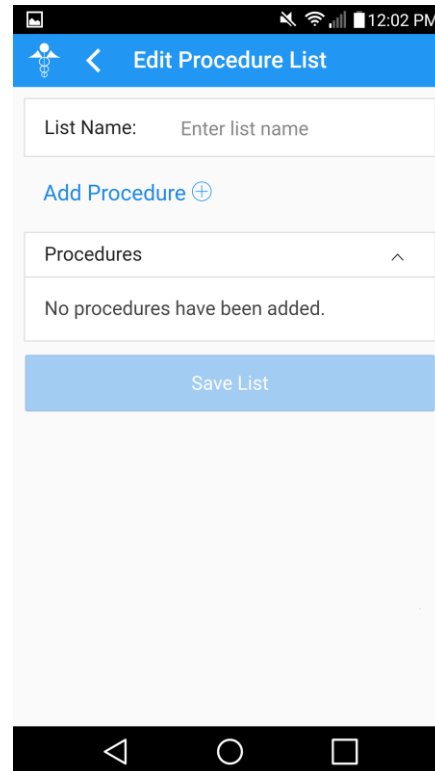 12:02 PM
Edit Procedure List
List Name: Enter list name
Add Procedure
Procedures
No procedures have been added.
Save List